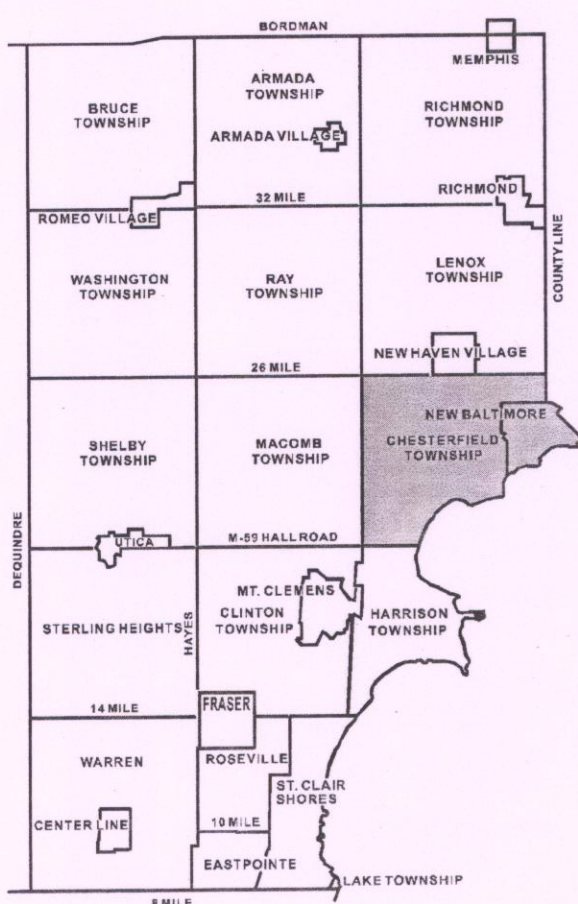 BORDMAN
MEMPHIS
BRUCE
TOWNSHIP
ARMADA
TOWNSHIP
ARMADA VILLAGE
RICHMOND
TOWNSHIP
RICHMOND
32 MILE
ROMEO VILLAGE
COUNTY LINE
WASHINGTON
TOWNSHIP
RAY
TOWNSHIP
LENOX
TOWNSHIP
NEW HAVEN VILLAGE
26 MILE
NEW BALTIMORE
SHELBY
TOWNSHIP
MACOMB
TOWNSHIP
CHESTERFIELD
TOWNSHIP
DEQUINDRE
UTICA
M-59 HALL ROAD
HAYES
STERLING HEIGHTS
MT. CLEMENS
CLINTON
TOWNSHIP
HARRISON
TOWNSHIP
14 MILE
FRASER
WARREN
ROSEVILLE
ST. CLAIR
SHORES
CENTER LINE
10 MILE
EASTPOINTE
LAKE TOWNSHIP
8 MILE